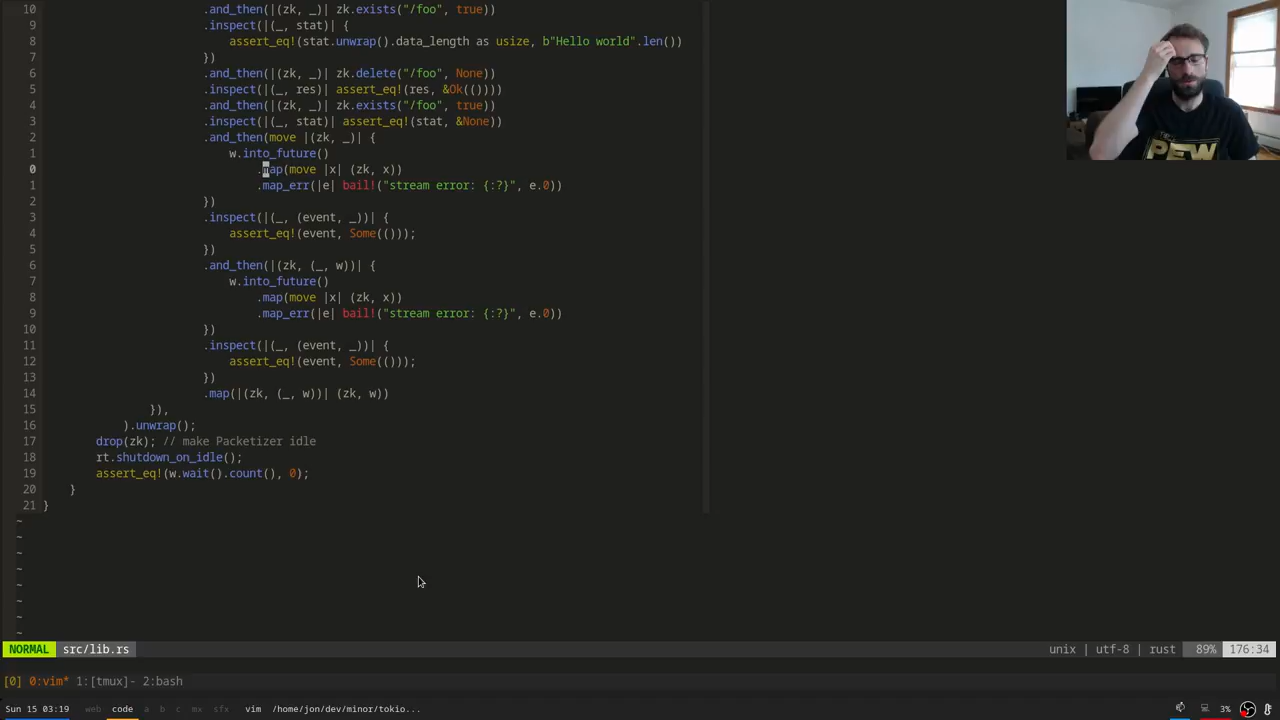 10 .and_then(|(zk, _)| zk.exists("/foo", true))
9 .inspect(|(_, stat)| {
8 assert_eq!(stat.unwrap().data_length as usize, b"Hello world".len())
7 })
6 .and_then(|(zk, _)| zk.delete("/foo", None))
5 .inspect(|(_, res)| assert_eq!(res, &Ok(())))
4 .and_then(|(zk, _)| zk.exists("/foo", true))
3 .inspect(|(_, stat)| assert_eq!(stat, &None))
2 .and_then(move |(zk, _)| {
1 w.into_future()
0 .map(move |x| (zk, x))
1 .map_err(|e| bail!("stream error: {:?}", e.0))
2 })
3 .inspect(|(_, (event, _))| {
4 assert_eq!(event, Some(()));
5 })
6 .and_then(|(zk, (_, w))| {
7 w.into_future()
8 .map(move |x| (zk, x))
9 .map_err(|e| bail!("stream error: {:?}", e.0))
10 })
11 .inspect(|(_, (event, _))| {
12 assert_eq!(event, Some(()));
13 })
14 .map(|(zk, (_, w))| (zk, w))
15 }),
16 ).unwrap();
17 drop(zk); // make Packetizer idle
18 rt.shutdown_on_idle();
19 assert_eq!(w.wait().count(), 0);
20 }
21 }
~
~
~
~
~
~
~
~
NORMAL src/lib.rs unix | utf-8 | rust 89% 176:34
[0] 0:vim* 1:[tmux]- 2:bash
Sun 15 03:19 web code a b c mx sfx vim /home/jon/dev/minor/tokio... 3%
PEW